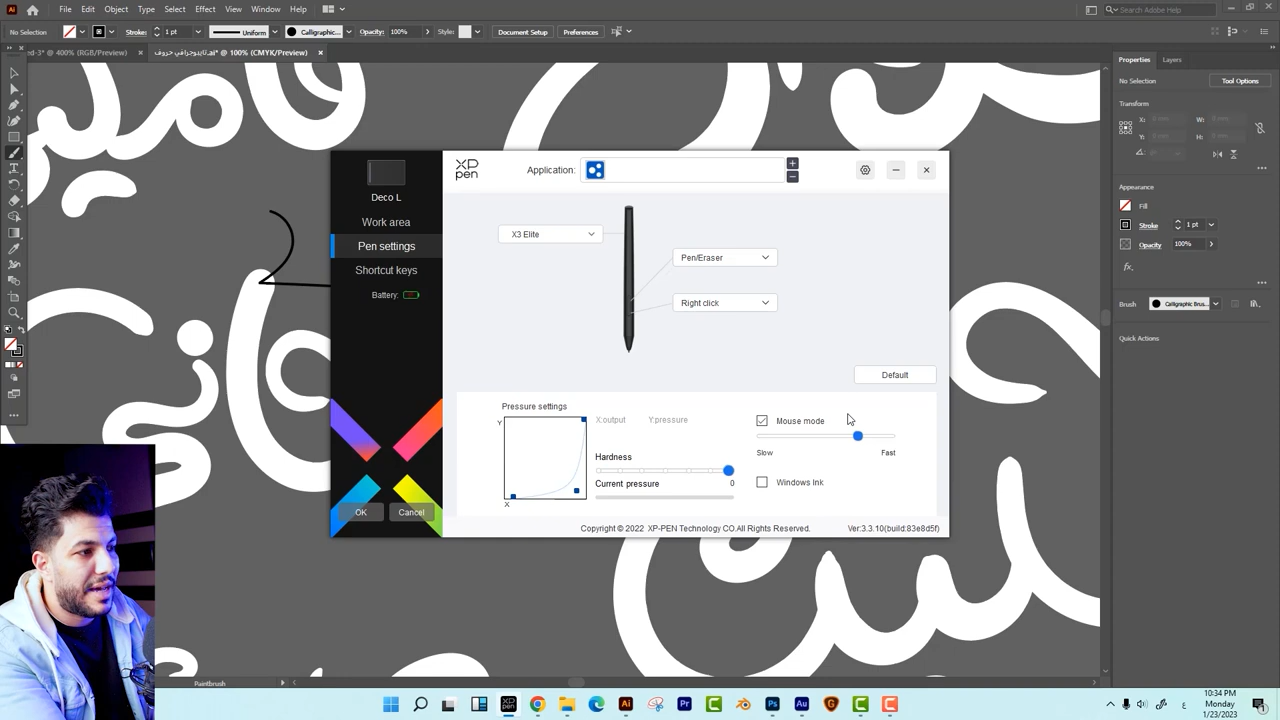 Ai File Edit Object Type Select Effect View Window Help
Search Adobe Help
No Selection Stroke: 1 pt Uniform Calligraphic... Opacity: 100% Style: Document Setup Preferences
ed-3* @ 400% (RGB/Preview) × تايبوجرافي حروف.ai* @ 100% (CMYK/Preview) ×
Properties Layers
No Selection Tool Options
Transform
X: 0 mm W: 0 mm
Y: 0 mm H: 0 mm
Appearance
Fill
Stroke 1 pt
Opacity 100%
fx.
Brush Calligraphic Brus...
Quick Actions
XP pen
Application:
Deco L
Work area
Pen settings
Shortcut keys
Battery:
OK Cancel
X3 Elite
Pen/Eraser
Right click
Default
Pressure settings
Y
X
X:output Y:pressure
Hardness
Current pressure 0
Mouse mode
Slow Fast
Windows Ink
Copyright © 2022 XP-PEN Technology CO.All Rights Reserved. Ver:3.3.10(build:83e8d5f)
Paintbrush
10:34 PM
Monday
1/23/2023
ع